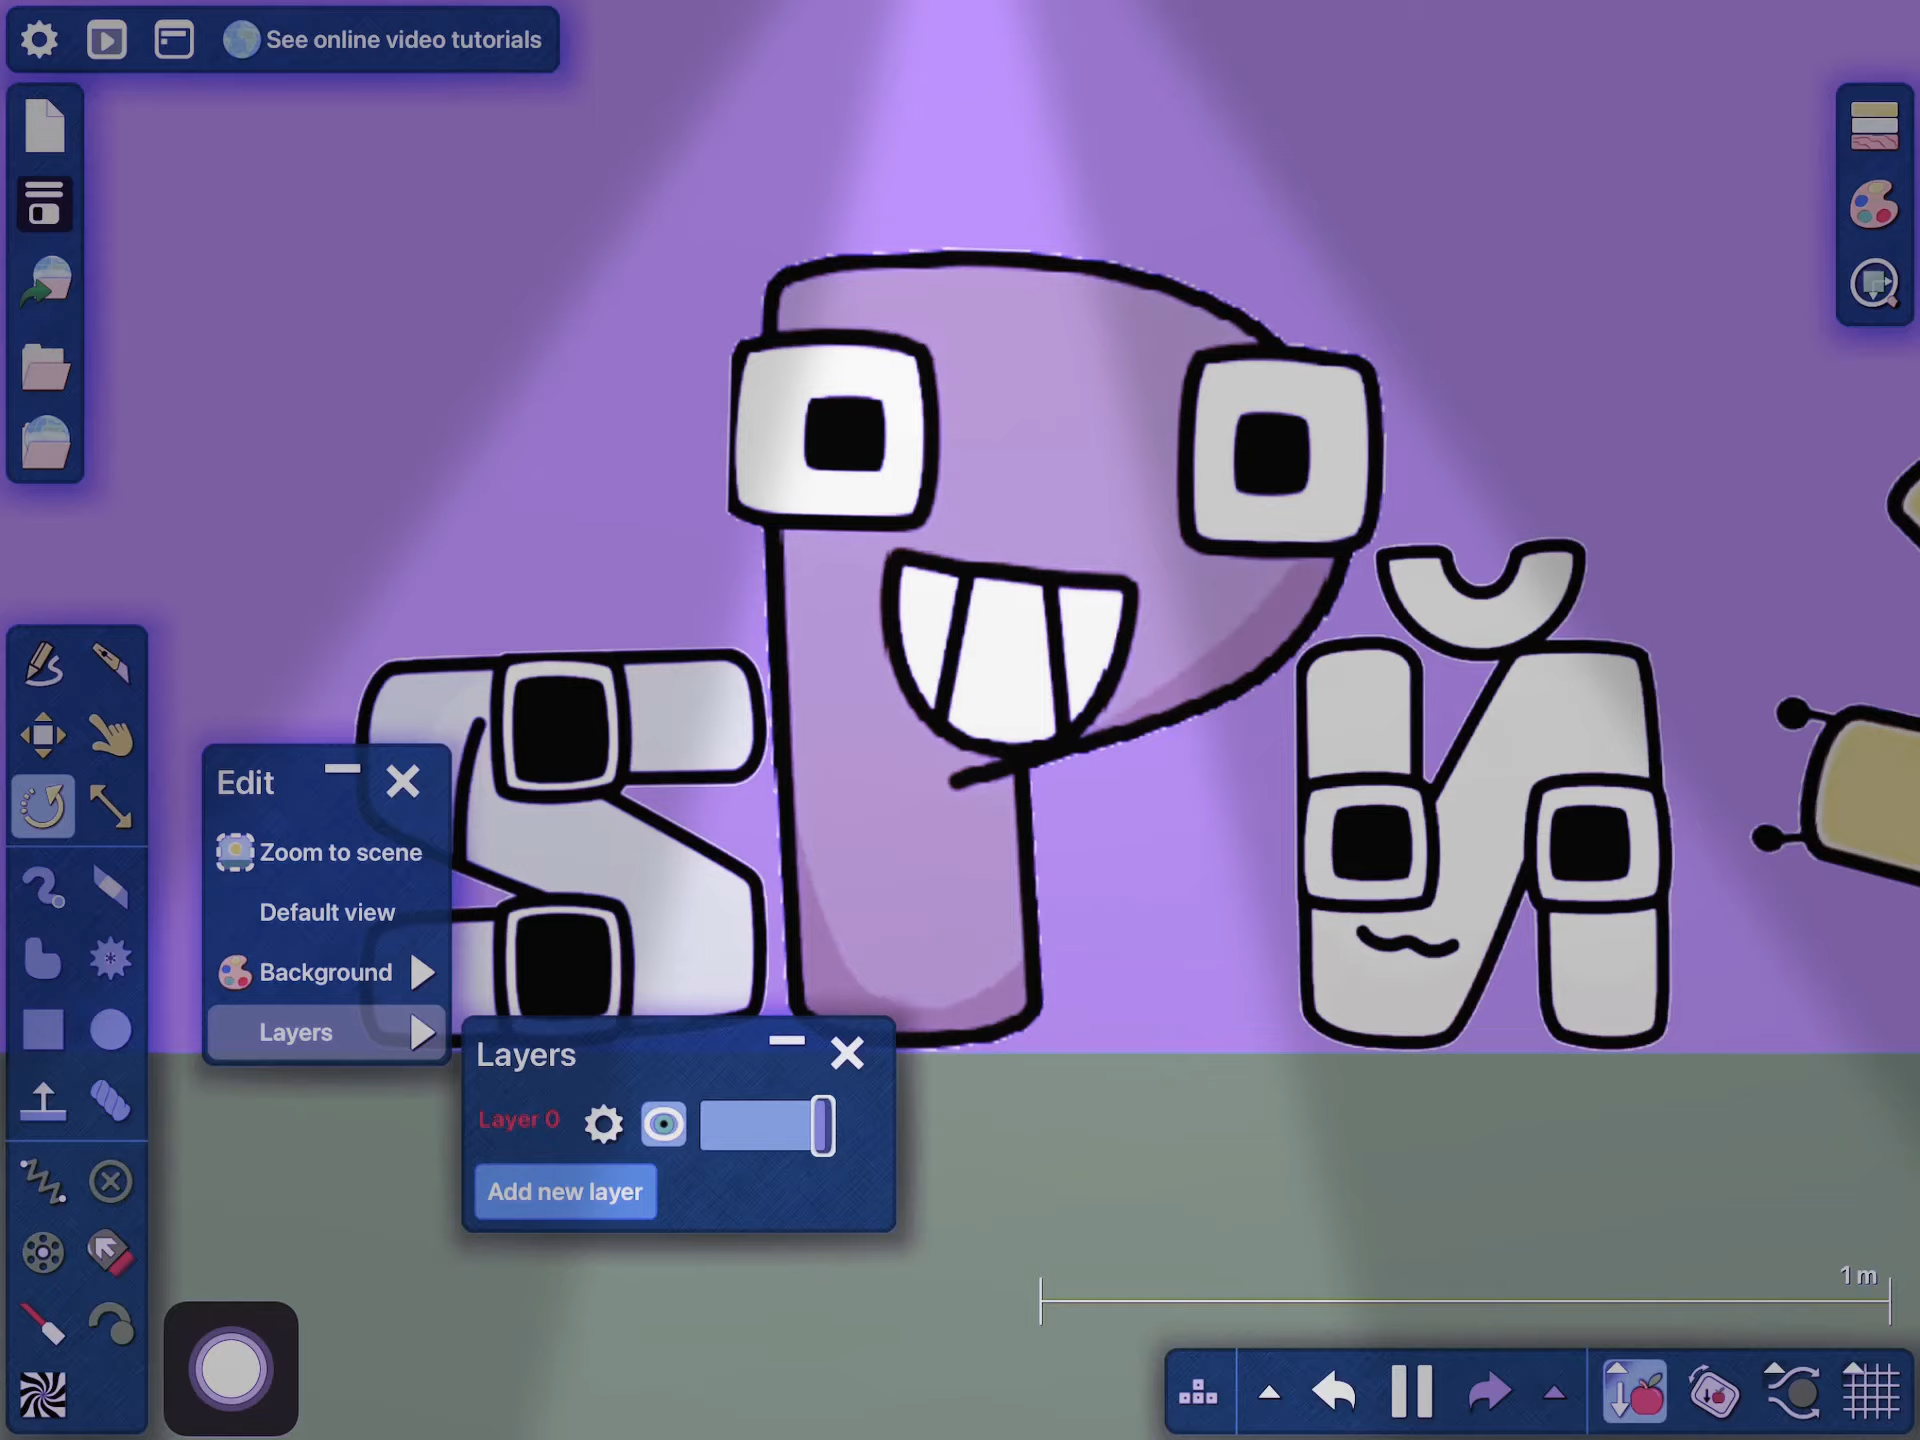 See online video tutorials
Р
Й
Edit
Zoom to scene
Default view
Background
Layers
Layers
Layer 0
Add new layer
1 m